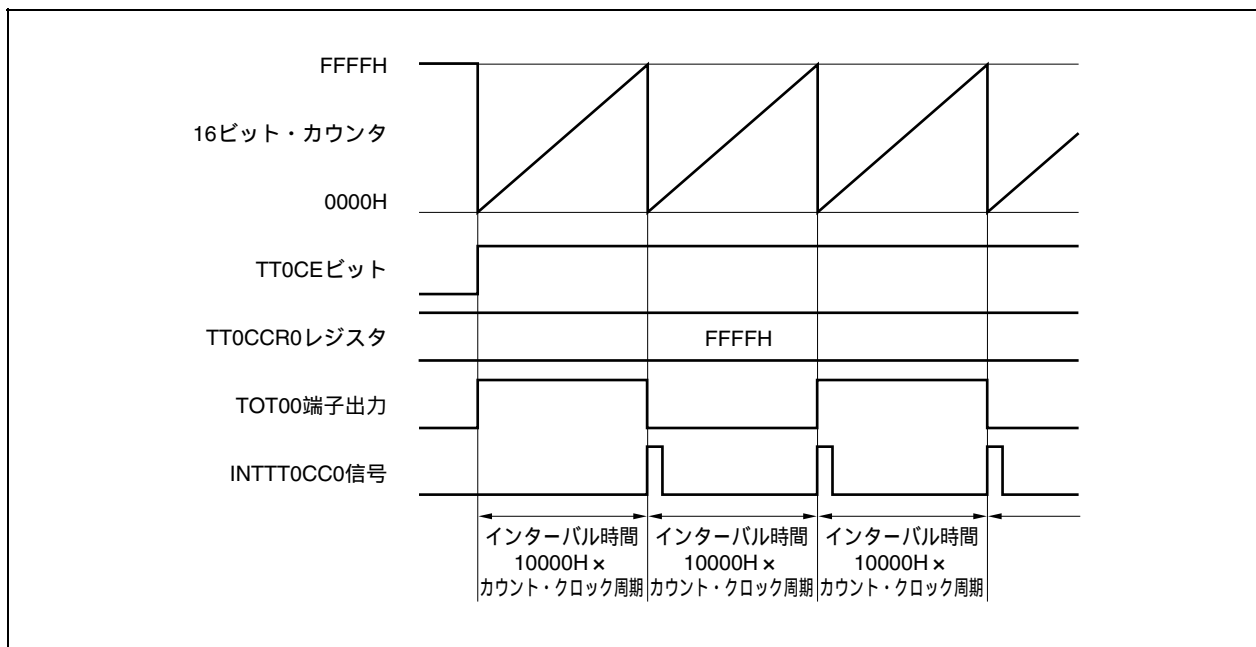 FFFFH
16ビット・カウンタ
0000H
TT0CEビット
TT0CCR0レジスタ
FFFFH
TOT00端子出力
INTTT0CC0信号
インターバル時間
10000H ×
カウント・クロック周期
インターバル時間
10000H ×
カウント・クロック周期
インターバル時間
10000H ×
カウント・クロック周期